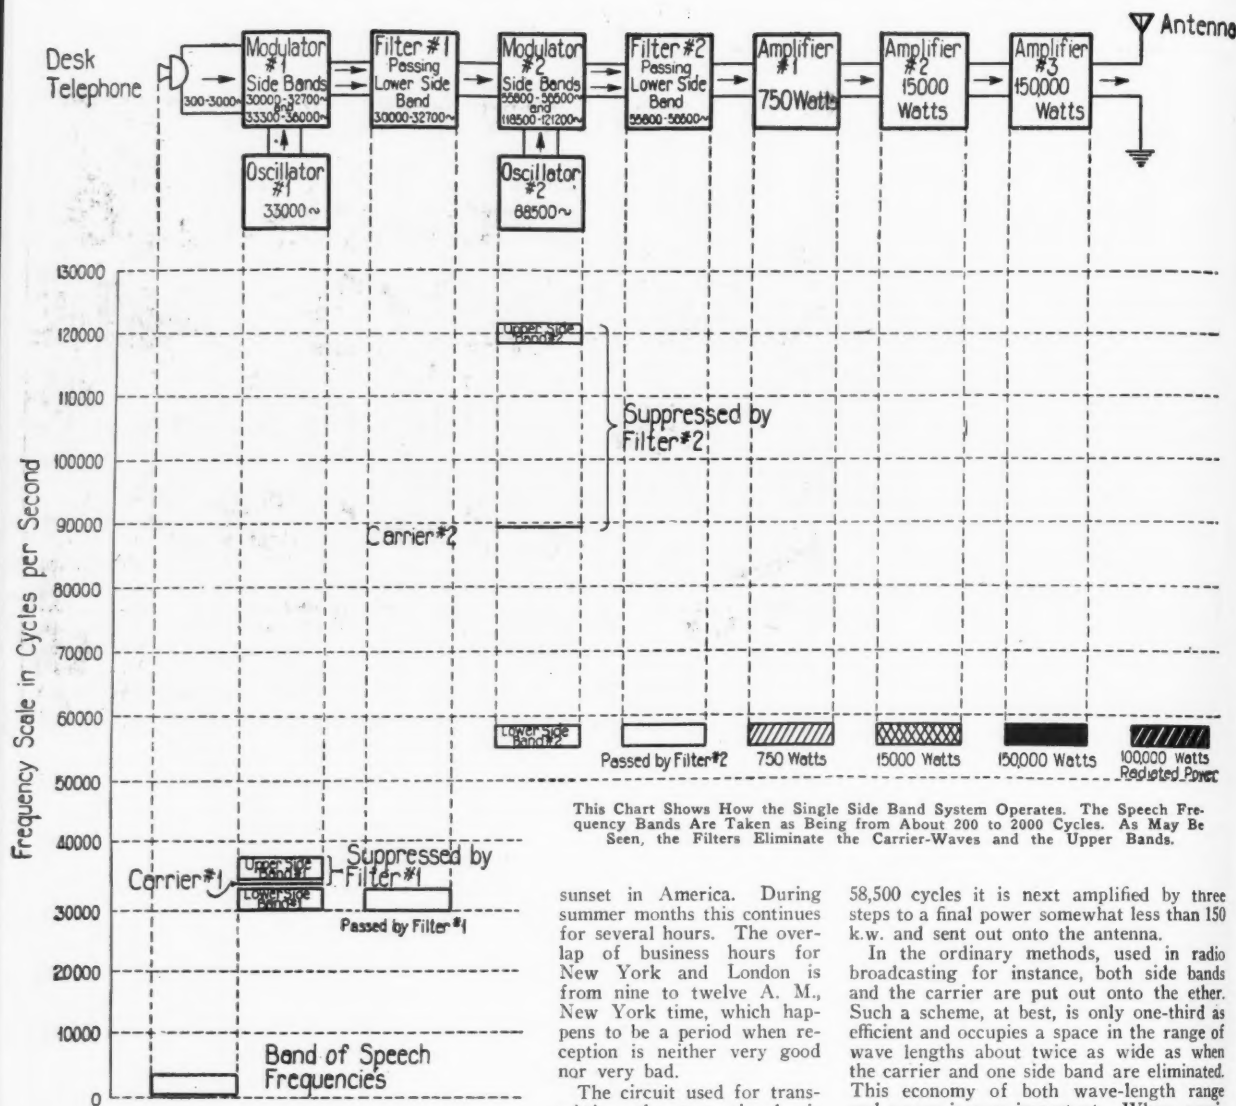 Desk
Telephone
300-3000~
Modulator
#1
Side Bands
30000-32700~
and
33300-36000~
Oscillator
#1
33000~
Filter #1
Passing
Lower Side
Band
30000-32700~
Modulator
#2
Side Bands
55800-58500~
and
118500-121200~
Oscillator
#2
88500~
Filter #2
Passing
Lower Side
Band
55800-58500~
Amplifier
#1
750 Watts
Amplifier
#2
15000
Watts
Amplifier
#3
150,000
Watts
Antenna
Frequency Scale in Cycles per Second
130000
120000
110000
100000
90000
80000
70000
60000
50000
40000
30000
20000
10000
0
Upper Side
Band#2
Suppressed by
Filter#2
Carrier#2
Lower Side
Band#2
Passed by Filter#2
750 Watts
15000 Watts
150,000 Watts
100,000 Watts
Radiated Power
Carrier#1
Upper Side
Band#1
Lower Side
Band#1
Suppressed by
Filter#1
Passed by Filter#1
Band of Speech
Frequencies
This Chart Shows How the Single Side Band System Operates. The Speech Fre-
quency Bands Are Taken as Being from About 200 to 2000 Cycles. As May Be
Seen, the Filters Eliminate the Carrier-Waves and the Upper Bands.
sunset in America. During
summer months this continues
for several hours. The over-
lap of business hours for
New York and London is
from nine to twelve A. M.,
New York time, which hap-
pens to be a period when re-
ception is neither very good
nor very bad.
The circuit used for trans-
58,500 cycles it is next amplified by three
steps to a final power somewhat less than 150
k.w. and sent out onto the antenna.
In the ordinary methods, used in radio
broadcasting for instance, both side bands
and the carrier are put out onto the ether.
Such a scheme, at best, is only one-third as
efficient and occupies a space in the range of
wave lengths about twice as wide as when
the carrier and one side band are eliminated.
This economy of both wave-length range